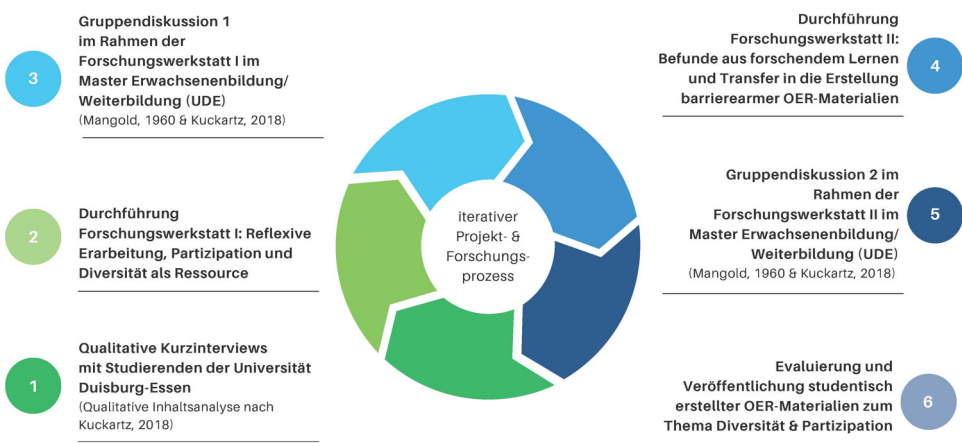 3
Gruppendiskussion 1
im Rahmen der
Forschungswerkstatt I im
Master Erwachsenenbildung/
Weiterbildung (UDE)
(Mangold, 1960 & Kuckartz, 2018)
2
Durchführung
Forschungswerkstatt I: Reflexive
Erarbeitung, Partizipation und
Diversität als Ressource
1
Qualitative Kurzinterviews
mit Studierenden der Universität
Duisburg-Essen
(Qualitative Inhaltsanalyse nach
Kuckartz, 2018)
iterativer
Projekt- &
Forschungs-
prozess
Durchführung
Forschungswerkstatt II:
Befunde aus forschendem Lernen
und Transfer in die Erstellung
barrierearmer OER-Materialien
4
Gruppendiskussion 2 im
Rahmen der
Forschungswerkstatt II im
Master Erwachsenenbildung/
Weiterbildung (UDE)
(Mangold, 1960 & Kuckartz, 2018)
5
Evaluierung und
Veröffentlichung studentisch
erstellter OER-Materialien zum
Thema Diversität & Partizipation
6